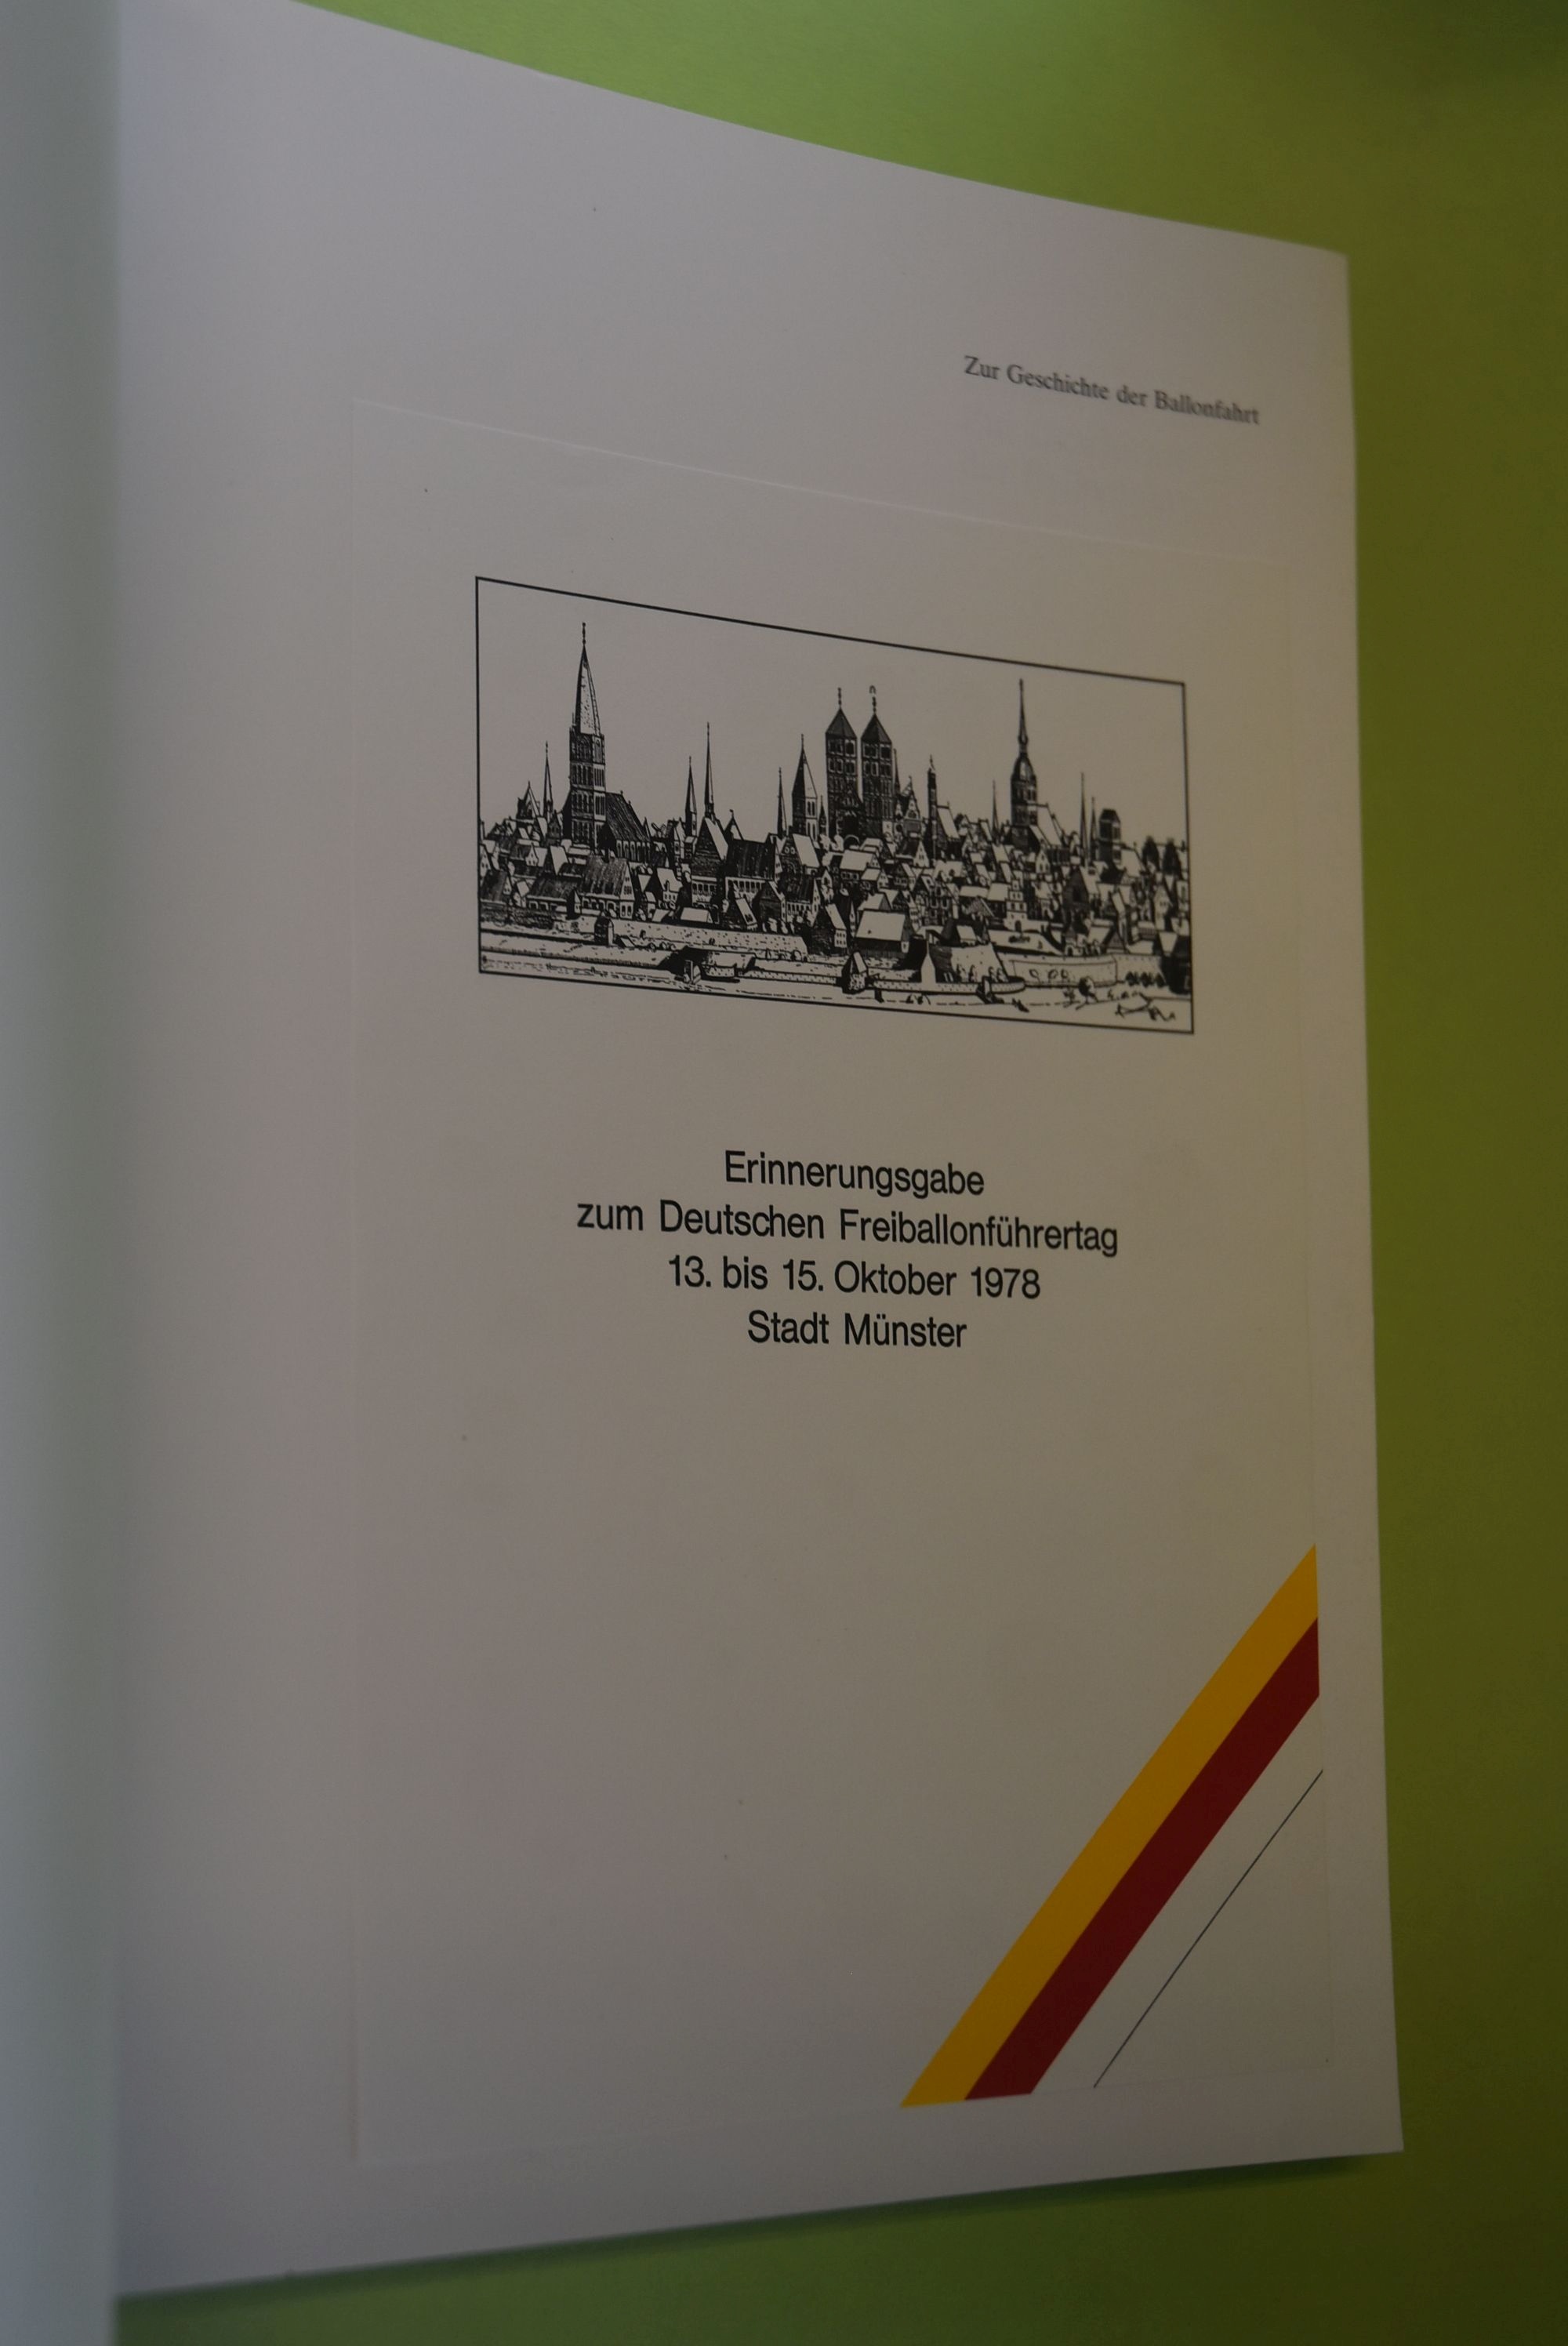 Zur Geschichte der Ballonfahrt
Erinnerungsgabe
zum Deutschen Freiballonführertag
13. bis 15. Oktober 1978
Stadt Münster